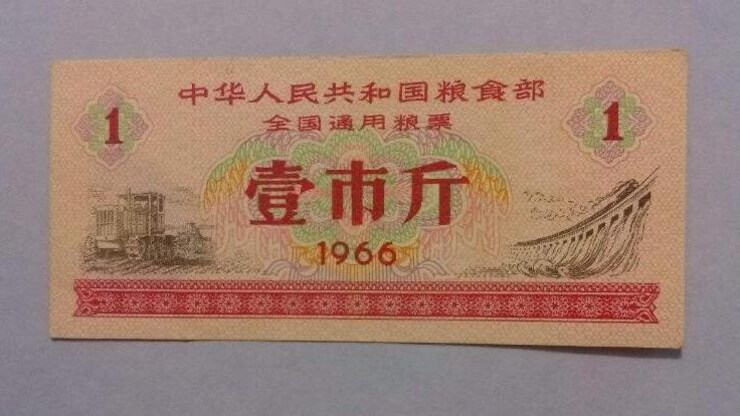 中华人民共和国粮食部
全国通用粮票
1 1
壹市斤
1966